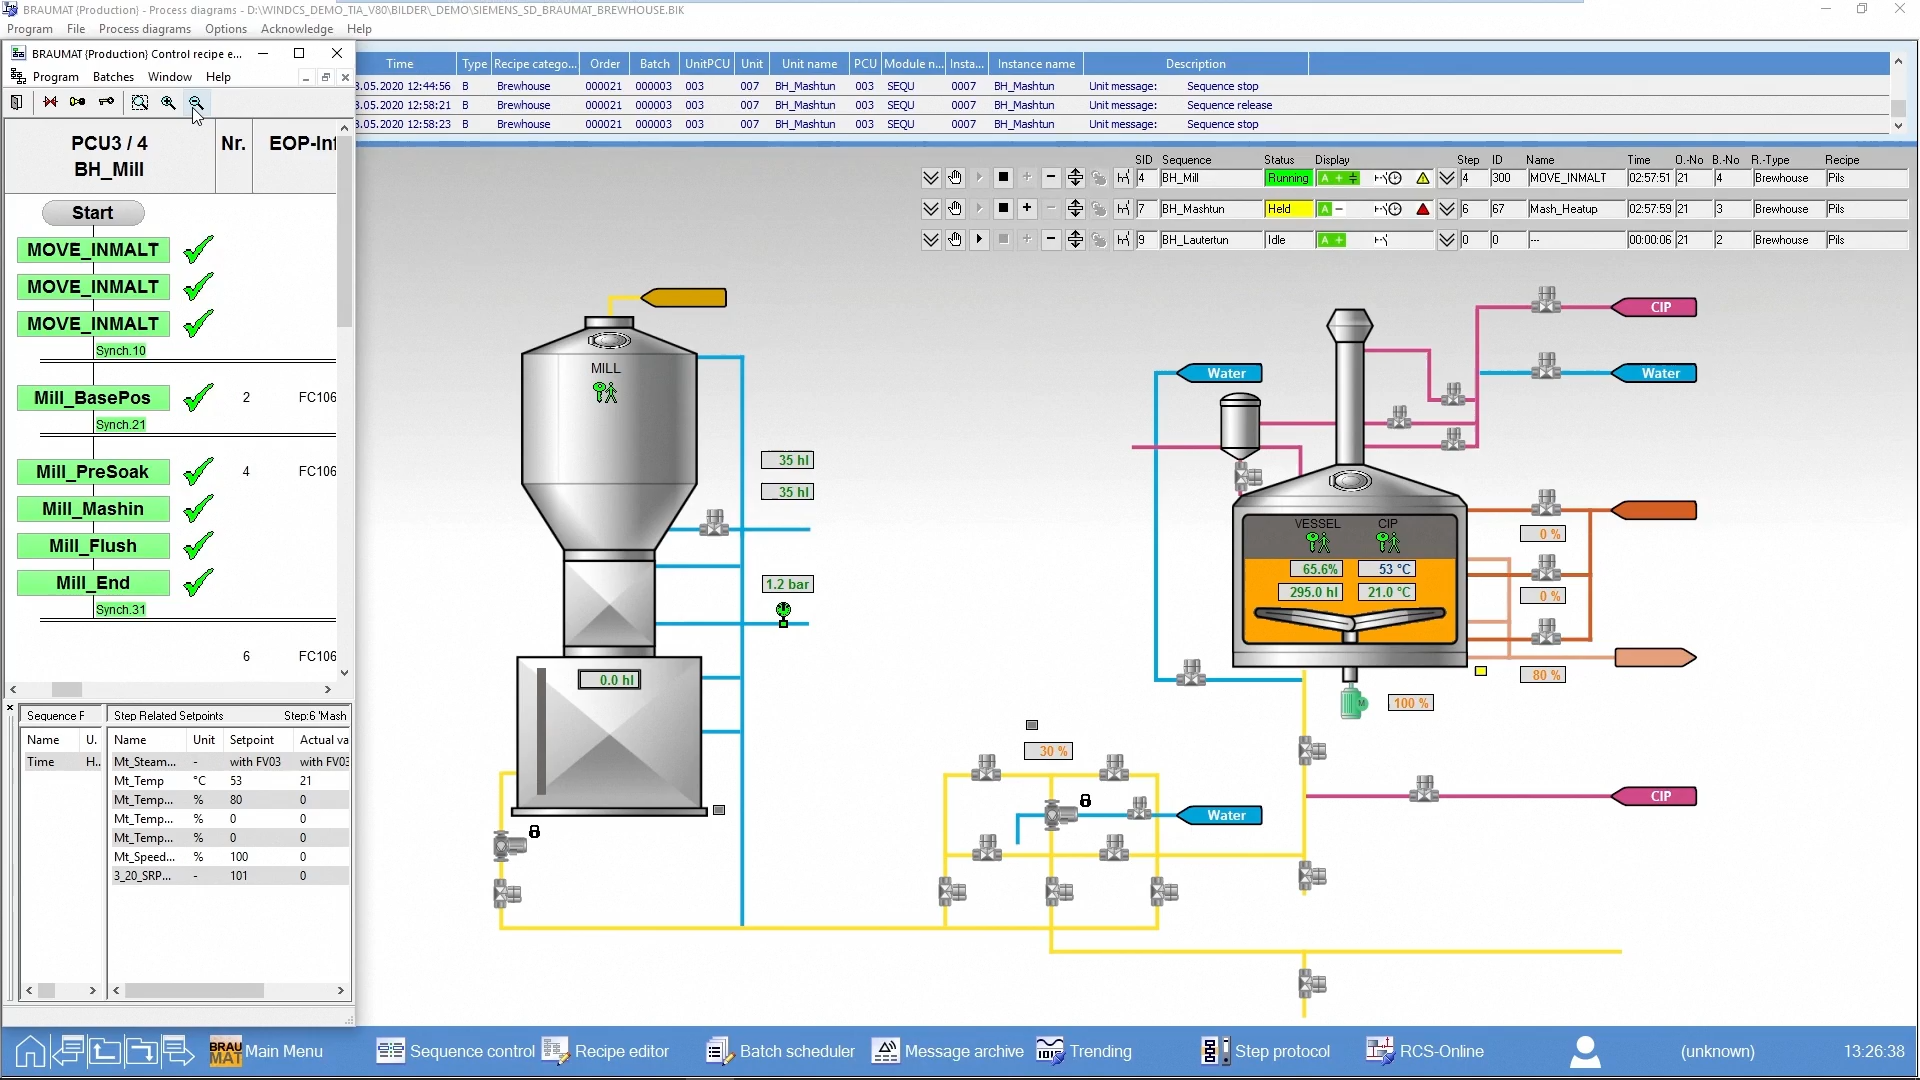 BRAUMAT (Production) - Process diagrams - D:\WINDCS_DEMO_TIA_V80\BILDER\_DEMO\SIEMENS_SD_BRAUMAT_BREWHOUSE.BIK
Program File Process diagrams Options Acknowledge Help
BRAUMAT (Production) Control recipe e...
Program Batches Window Help
PCU3 / 4
BH_Mill
Nr.
EOP-Inf
Start
MOVE_INMALT
MOVE_INMALT
MOVE_INMALT
Synch.10
Mill_BasePos 2 FC106
Synch.21
Mill_PreSoak 4 FC106
Mill_Mashin
Mill_Flush
Mill_End
Synch.31
6 FC106
Sequence F
Name U.
Time H..
Step Related Setpoints Step:6 'Mash
Name Unit Setpoint Actual va
Mt_Steam... - with FV03 with FV03
Mt_Temp °C 53 21
Mt_Temp... % 80 0
Mt_Temp... % 0 0
Mt_Temp... % 0 0
Mt_Speed... % 100 0
3_20_SRP... - 101 0
Time Type Recipe catego... Order Batch UnitPCU Unit Unit name PCU Module n... Insta... Instance name Description
3.05.2020 12:44:56 B Brewhouse 000021 000003 003 007 BH_Mashtun 003 SEQU 0007 BH_Mashtun Unit message: Sequence stop
3.05.2020 12:58:21 B Brewhouse 000021 000003 003 007 BH_Mashtun 003 SEQU 0007 BH_Mashtun Unit message: Sequence release
3.05.2020 12:58:23 B Brewhouse 000021 000003 003 007 BH_Mashtun 003 SEQU 0007 BH_Mashtun Unit message: Sequence stop
SID Sequence Status Display Step ID Name Time O.-No B.-No R.-Type Recipe
4 BH_Mill Running A + 4 300 MOVE_INMALT 02:57:51 21 4 Brewhouse Pils
7 BH_Mashtun Held A - 6 67 Mash_Heatup 02:57:59 21 3 Brewhouse Pils
9 BH_Lautertun Idle A + 0 0 --- 00:00:06 21 2 Brewhouse Pils
MILL
35 hl
35 hl
1.2 bar
0.0 hl
Water
CIP
Water
VESSEL CIP
65.6% 53 °C
295.0 hl 21.0 °C
0 %
0 %
80 %
M
100 %
30 %
Water
CIP
BRAU
MAT
Main Menu
Sequence control
Recipe editor
Batch scheduler
Message archive
Trending
Step protocol
RCS-Online
(unknown)
13:26:38